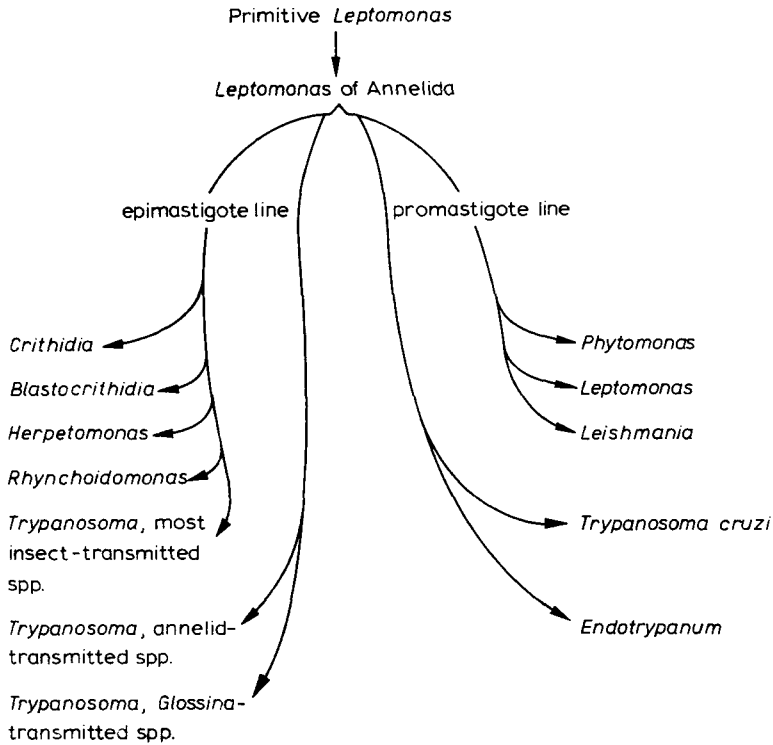 Primitive Leptomonas
Leptomonas of Annelida
epimastigote line
promastigote line
Crithidia
Blastocrithidia
Herpetomonas
Rhynchoidomonas
Trypanosoma, most
insect-transmitted
spp.
Trypanosoma, annelid-
transmitted spp.
Trypanosoma, Glossina-
transmitted spp.
Phytomonas
Leptomonas
Leishmania
Trypanosoma cruzi
Endotrypanum